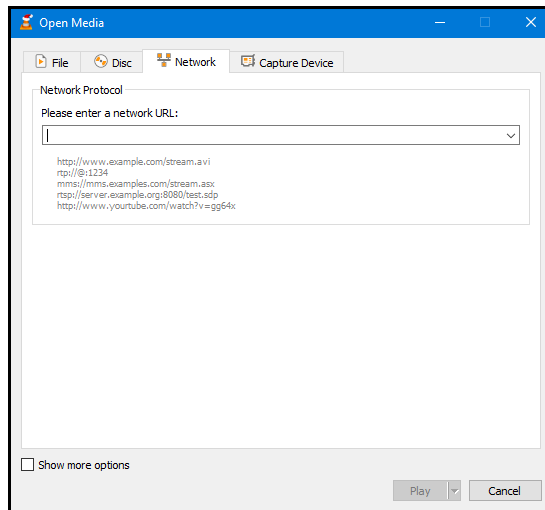 Open Media
File Disc Network Capture Device
Network Protocol
Please enter a network URL:
http://www.example.com/stream.avi
rtp://@:1234
mms://mms.examples.com/stream.asx
rtsp://server.example.org:8080/test.sdp
http://www.yourtube.com/watch?v=gg64x
Show more options
Play Cancel